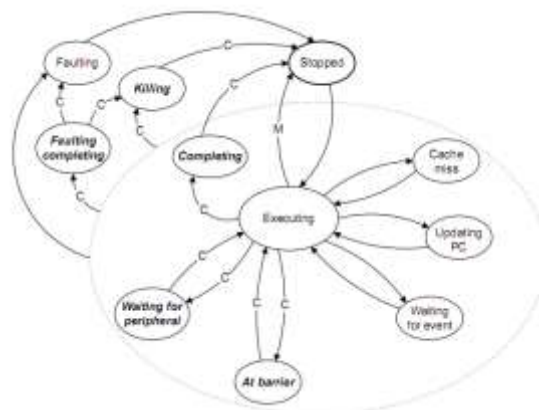 Faulting
Stopped
C
C
Killing
C
C
C
M
Faulting
completing
Completing
Cache
miss
C
C
Executing
Updating
PC
C
C
Waiting for
peripheral
C
C
Waiting
for event
At barrier